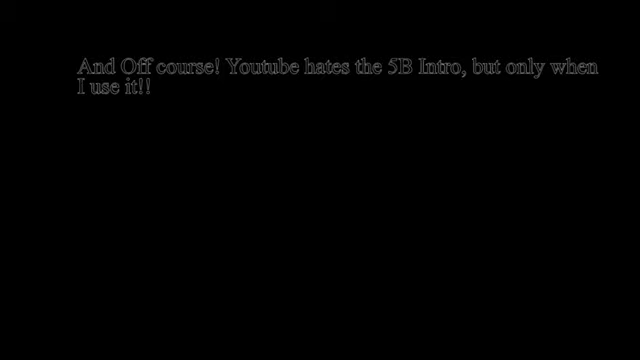 And Off course! Youtube hates the 5B Intro, but only when
I use it!!